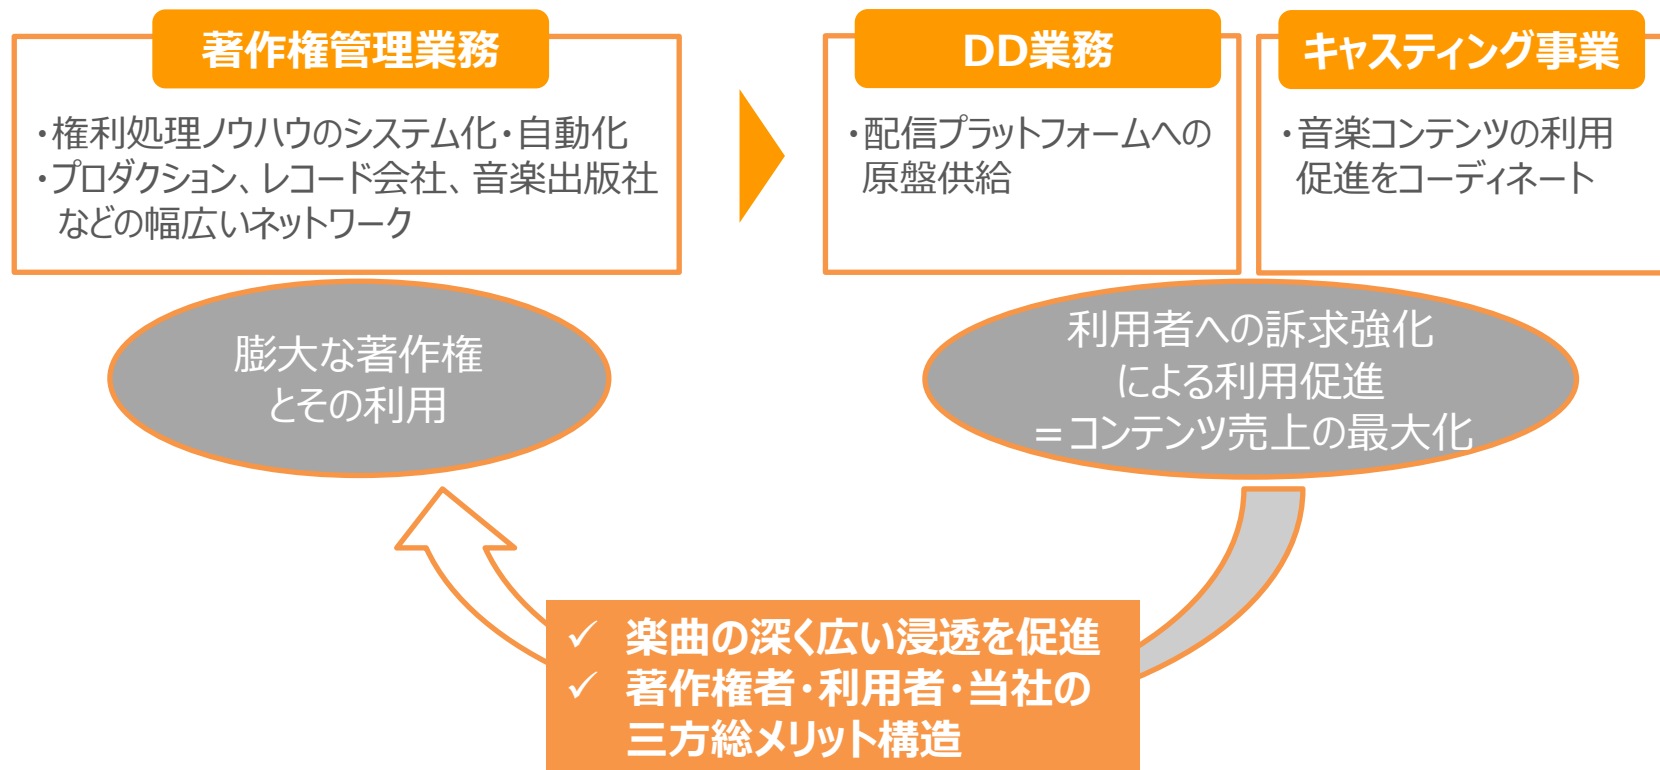 著作権管理業務
・権利処理ノウハウのシステム化・自動化
・プロダクション、レコード会社、音楽出版社
などの幅広いネットワーク
DD業務
・配信プラットフォームへの
原盤供給
キャスティング事業
・音楽コンテンツの利用
促進をコーディネート
膨大な著作権
とその利用
利用者への訴求強化
による利用促進
=コンテンツ売上の最大化
✓ 楽曲の深く広い浸透を促進
✓ 著作権者・利用者・当社の
三方総メリット構造